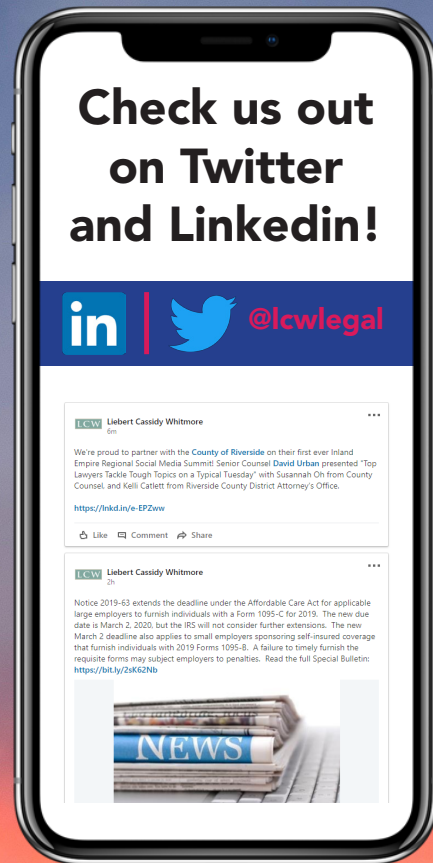 Check us out
on Twitter
and Linkedin!
in
@lcwlegal
LCW Liebert Cassidy Whitmore
6m
We're proud to partner with the County of Riverside on their first ever Inland
Empire Regional Social Media Summit! Senior Counsel David Urban presented "Top
Lawyers Tackle Tough Topics on a Typical Tuesday" with Susannah Oh from County
Counsel, and Kelli Catlett from Riverside County District Attorney's Office.
https://lnkd.in/e-EPZww
Like Comment Share
LCW Liebert Cassidy Whitmore
2h
Notice 2019-63 extends the deadline under the Affordable Care Act for applicable
large employers to furnish individuals with a Form 1095-C for 2019. The new due
date is March 2, 2020, but the IRS will not consider further extensions. The new
March 2 deadline also applies to small employers sponsoring self-insured coverage
that furnish individuals with 2019 Forms 1095-B. A failure to timely furnish the
requisite forms may subject employers to penalties. Read the full Special Bulletin:
https://bit.ly/2sK62Nb
NEWS